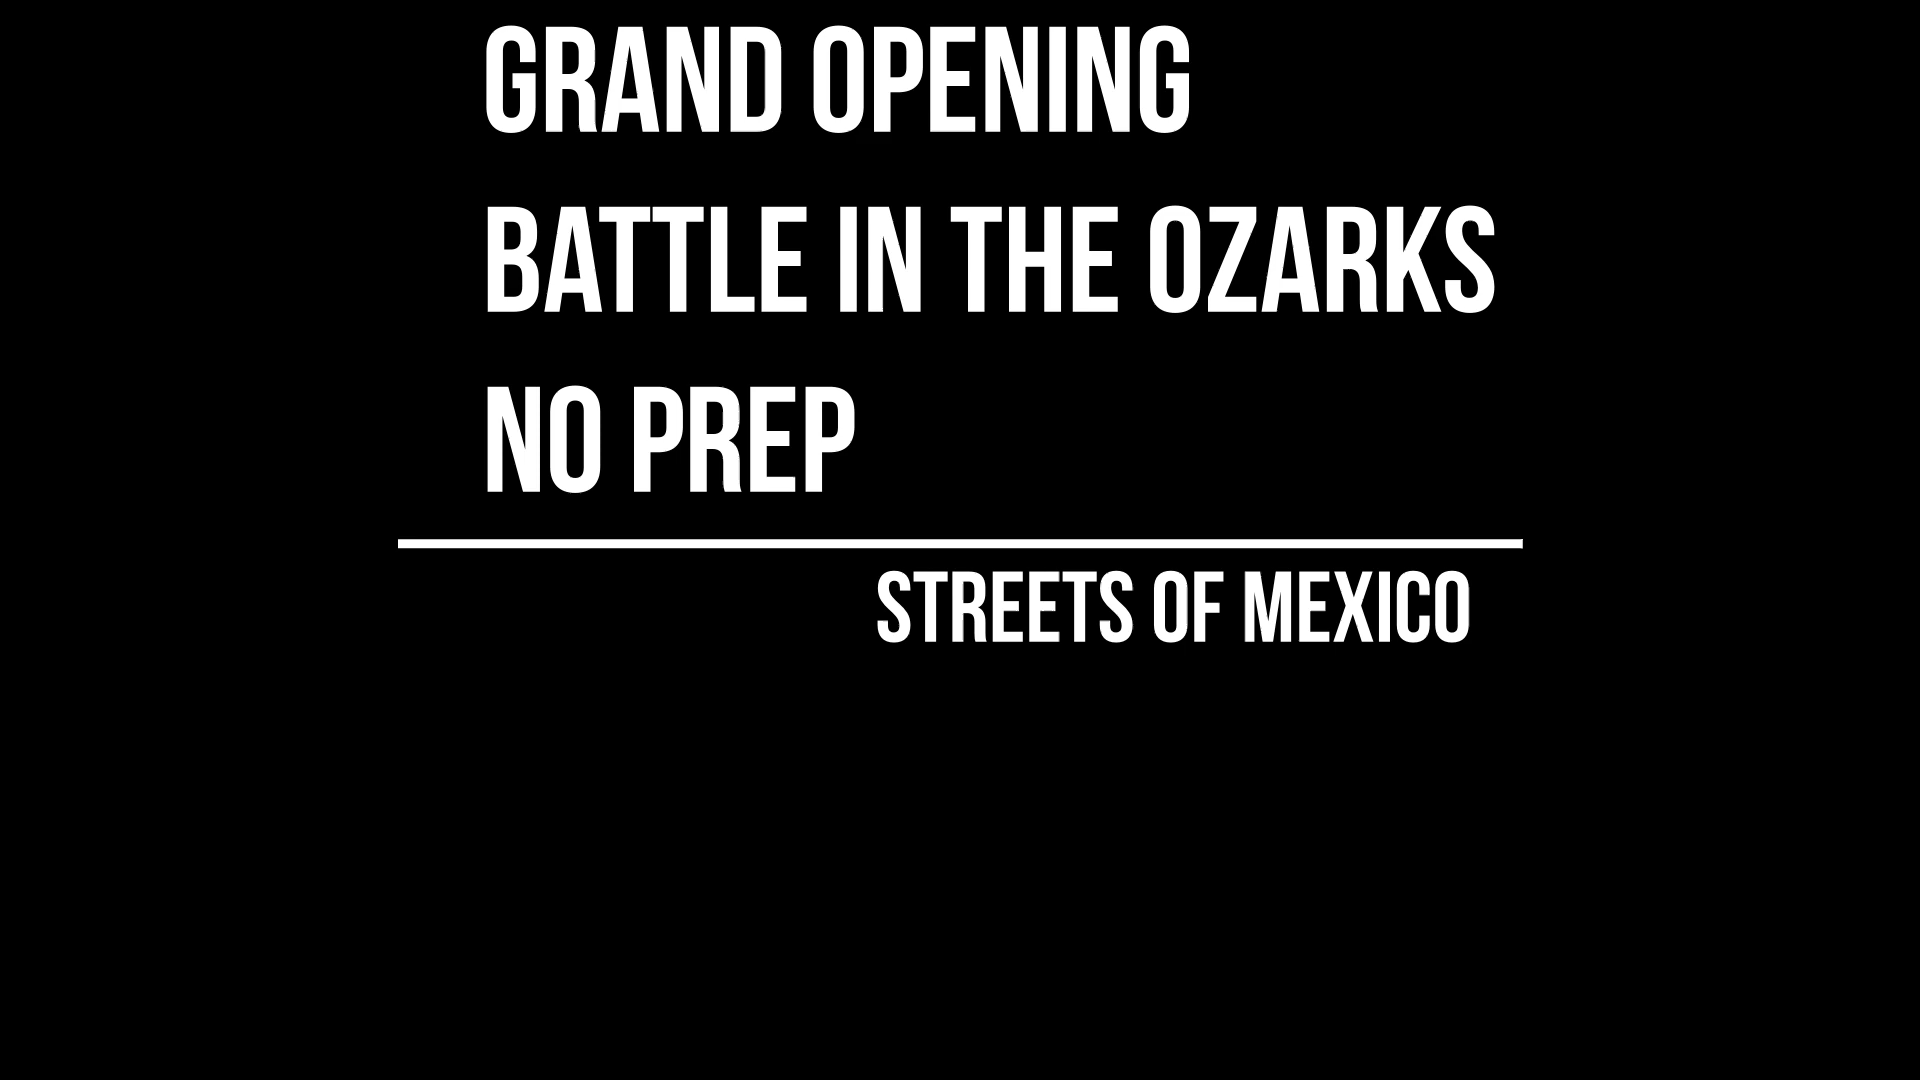 GRAND OPENING
BATTLE IN THE OZARKS
NO PREP
STREETS OF MEXICO